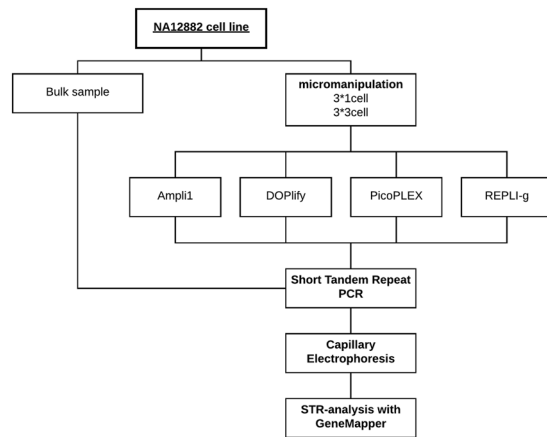 NA12882 cell line
Bulk sample
micromanipulation
3*1cell
3*3cell
Ampli1
DOPlify
PicoPLEX
REPLI-g
Short Tandem Repeat
PCR
Capillary
Electrophoresis
STR-analysis with
GeneMapper